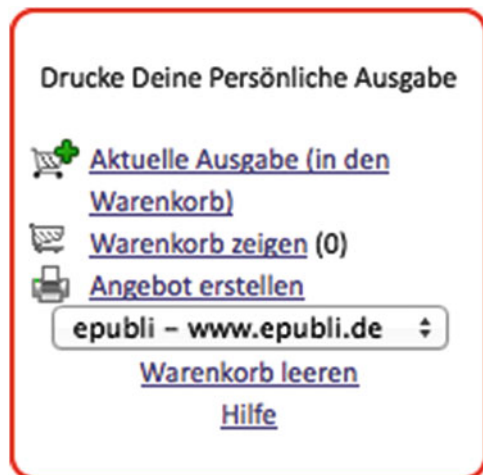 Drucke Deine Persönliche Ausgabe
Aktuelle Ausgabe (in den
Warenkorb)
Warenkorb zeigen (0)
Angebot erstellen
epubli – www.epubli.de
Warenkorb leeren
Hilfe